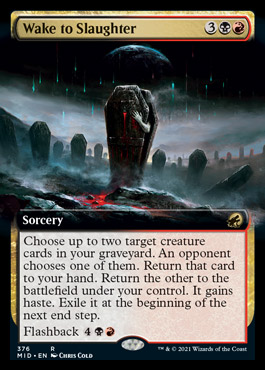 Wake to Slaughter 3
Sorcery
Choose up to two target creature
cards in your graveyard. An opponent
chooses one of them. Return that card
to your hand. Return the other to the
battlefield under your control. It gains
haste. Exile it at the beginning of the
next end step.
Flashback 4
376 R
MID • EN Chris Cold ™ & © 2021 Wizards of the Coast